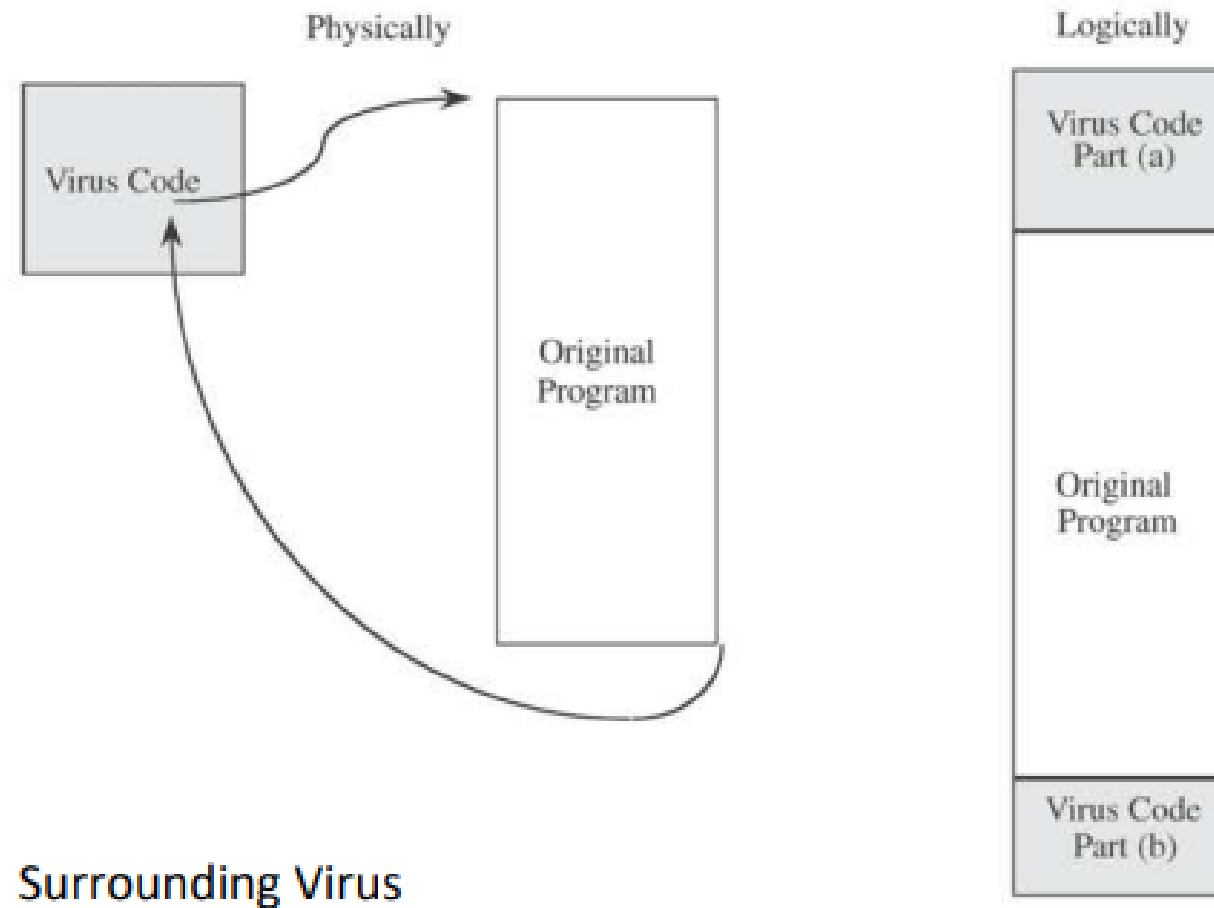 Physically
Virus Code
Original
Program
Logically
Virus Code
Part (a)
Original
Program
Virus Code
Part (b)
Surrounding Virus